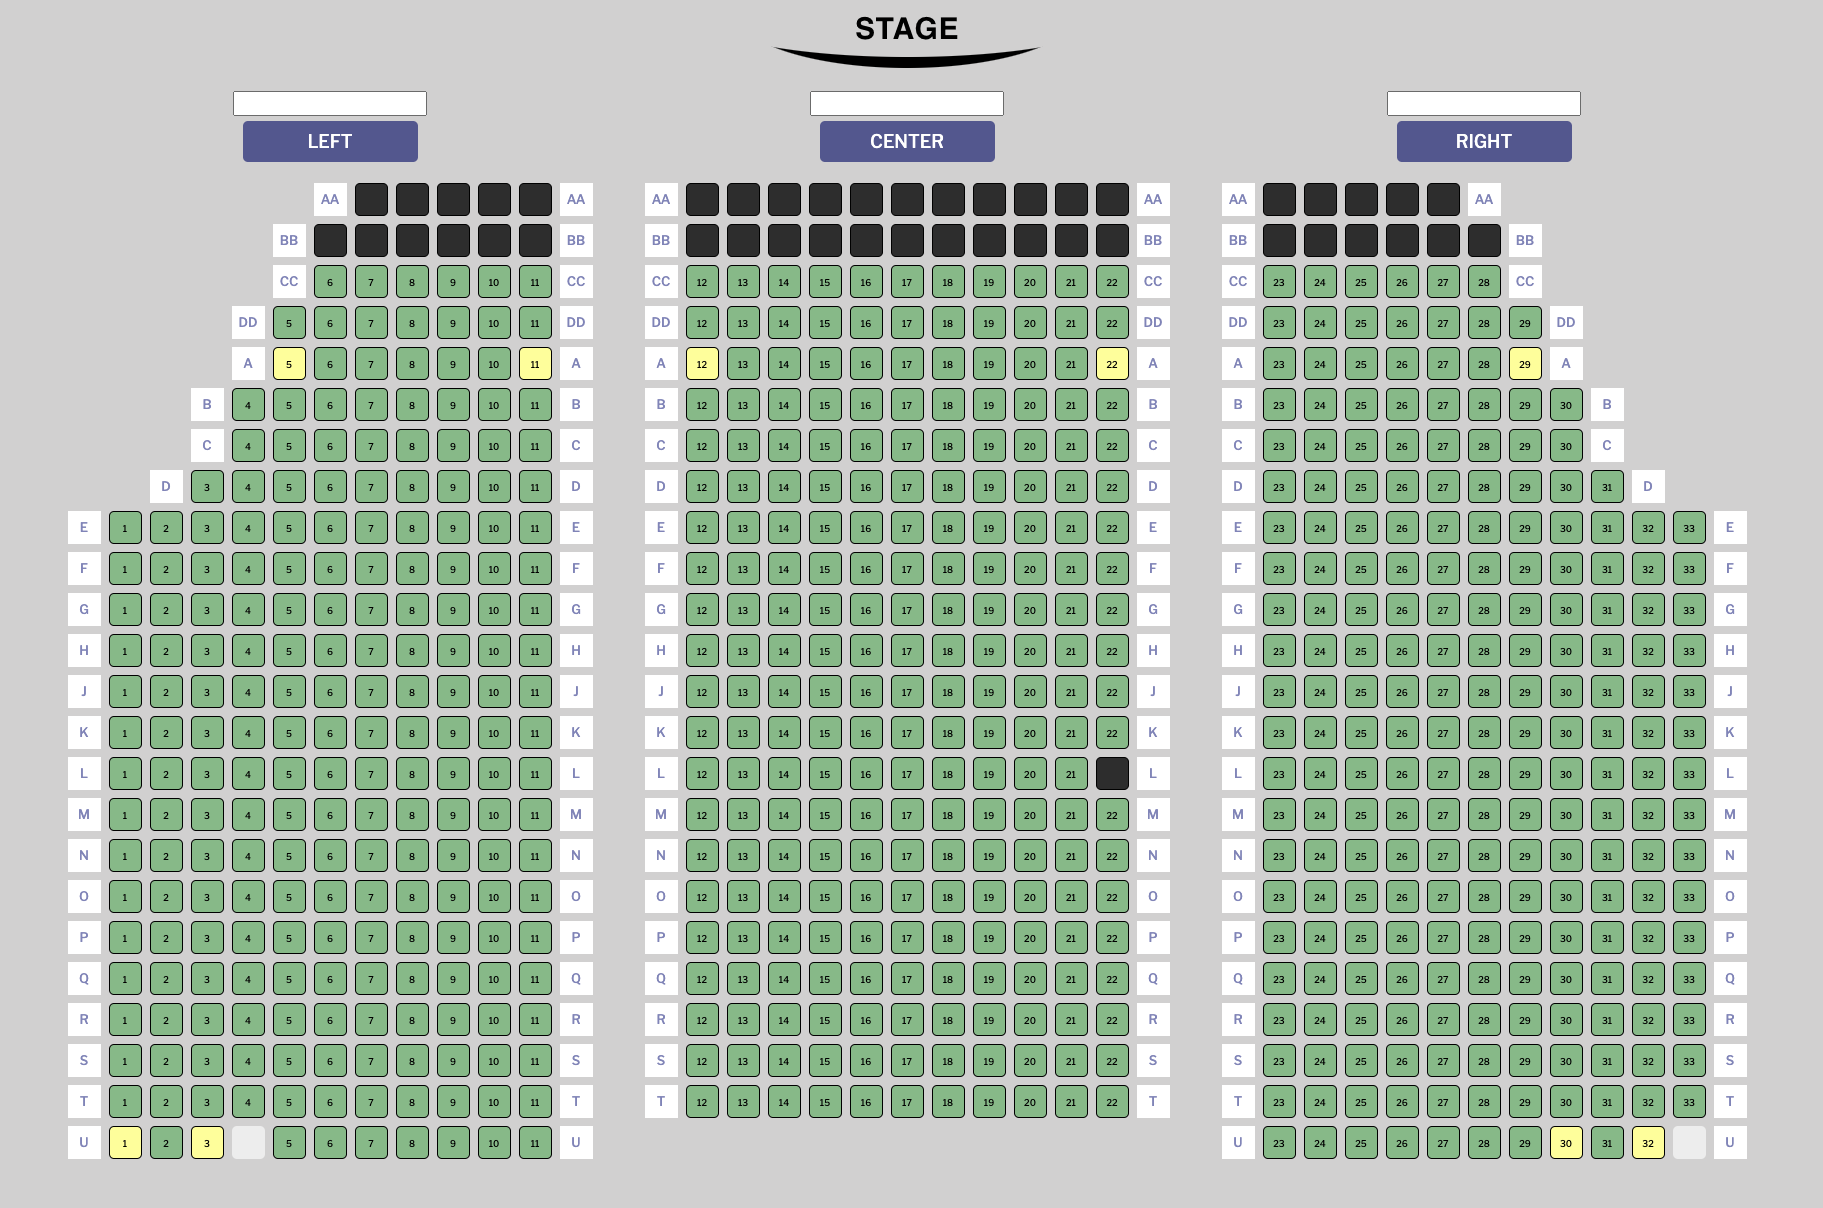 STAGE
LEFT CENTER RIGHT
AA AA AA AA AA AA
BB BB BB BB BB BB
CC 6 7 8 9 10 11 CC CC 12 13 14 15 16 17 18 19 20 21 22 CC CC 23 24 25 26 27 28 CC
DD 5 6 7 8 9 10 11 DD DD 12 13 14 15 16 17 18 19 20 21 22 DD DD 23 24 25 26 27 28 29 DD
A 5 6 7 8 9 10 11 A A 12 13 14 15 16 17 18 19 20 21 22 A A 23 24 25 26 27 28 29 A
B 4 5 6 7 8 9 10 11 B B 12 13 14 15 16 17 18 19 20 21 22 B B 23 24 25 26 27 28 29 30 B
C 4 5 6 7 8 9 10 11 C C 12 13 14 15 16 17 18 19 20 21 22 C C 23 24 25 26 27 28 29 30 C
D 3 4 5 6 7 8 9 10 11 D D 12 13 14 15 16 17 18 19 20 21 22 D D 23 24 25 26 27 28 29 30 31 D
E 1 2 3 4 5 6 7 8 9 10 11 E E 12 13 14 15 16 17 18 19 20 21 22 E E 23 24 25 26 27 28 29 30 31 32 33 E
F 1 2 3 4 5 6 7 8 9 10 11 F F 12 13 14 15 16 17 18 19 20 21 22 F F 23 24 25 26 27 28 29 30 31 32 33 F
G 1 2 3 4 5 6 7 8 9 10 11 G G 12 13 14 15 16 17 18 19 20 21 22 G G 23 24 25 26 27 28 29 30 31 32 33 G
H 1 2 3 4 5 6 7 8 9 10 11 H H 12 13 14 15 16 17 18 19 20 21 22 H H 23 24 25 26 27 28 29 30 31 32 33 H
J 1 2 3 4 5 6 7 8 9 10 11 J J 12 13 14 15 16 17 18 19 20 21 22 J J 23 24 25 26 27 28 29 30 31 32 33 J
K 1 2 3 4 5 6 7 8 9 10 11 K K 12 13 14 15 16 17 18 19 20 21 22 K K 23 24 25 26 27 28 29 30 31 32 33 K
L 1 2 3 4 5 6 7 8 9 10 11 L L 12 13 14 15 16 17 18 19 20 21 L L 23 24 25 26 27 28 29 30 31 32 33 L
M 1 2 3 4 5 6 7 8 9 10 11 M M 12 13 14 15 16 17 18 19 20 21 22 M M 23 24 25 26 27 28 29 30 31 32 33 M
N 1 2 3 4 5 6 7 8 9 10 11 N N 12 13 14 15 16 17 18 19 20 21 22 N N 23 24 25 26 27 28 29 30 31 32 33 N
O 1 2 3 4 5 6 7 8 9 10 11 O O 12 13 14 15 16 17 18 19 20 21 22 O O 23 24 25 26 27 28 29 30 31 32 33 O
P 1 2 3 4 5 6 7 8 9 10 11 P P 12 13 14 15 16 17 18 19 20 21 22 P P 23 24 25 26 27 28 29 30 31 32 33 P
Q 1 2 3 4 5 6 7 8 9 10 11 Q Q 12 13 14 15 16 17 18 19 20 21 22 Q Q 23 24 25 26 27 28 29 30 31 32 33 Q
R 1 2 3 4 5 6 7 8 9 10 11 R R 12 13 14 15 16 17 18 19 20 21 22 R R 23 24 25 26 27 28 29 30 31 32 33 R
S 1 2 3 4 5 6 7 8 9 10 11 S S 12 13 14 15 16 17 18 19 20 21 22 S S 23 24 25 26 27 28 29 30 31 32 33 S
T 1 2 3 4 5 6 7 8 9 10 11 T T 12 13 14 15 16 17 18 19 20 21 22 T T 23 24 25 26 27 28 29 30 31 32 33 T
U 1 2 3 5 6 7 8 9 10 11 U U 23 24 25 26 27 28 29 30 31 32 U